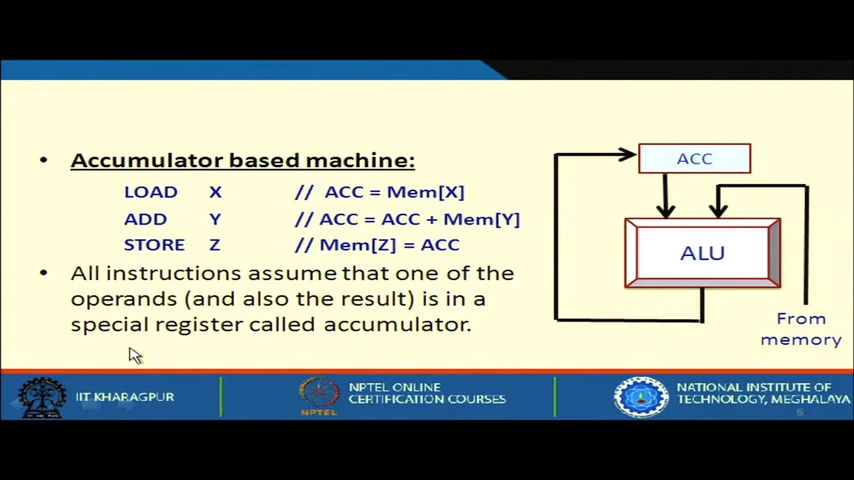 • Accumulator based machine:
LOAD X // ACC = Mem[X]
ADD Y // ACC = ACC + Mem[Y]
STORE Z // Mem[Z] = ACC
• All instructions assume that one of the
operands (and also the result) is in a
special register called accumulator.
ACC
ALU
From
memory
IIT KHARAGPUR
NPTEL
NPTEL ONLINE
CERTIFICATION COURSES
NATIONAL INSTITUTE OF
TECHNOLOGY, MEGHALAYA
6